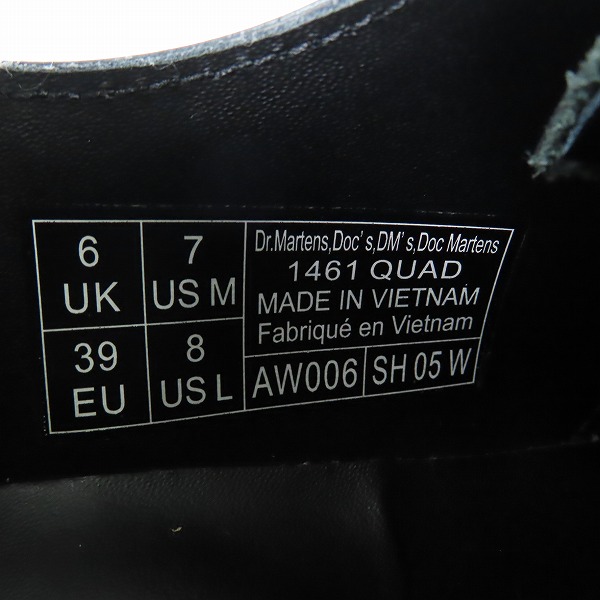 6
UK
7
US M
39
EU
8
US L
Dr.Martens,Doc's,DM's,Doc Martens
1461 QUAD
MADE IN VIETNAM
Fabriqué en Vietnam
AW006
SH 05 W